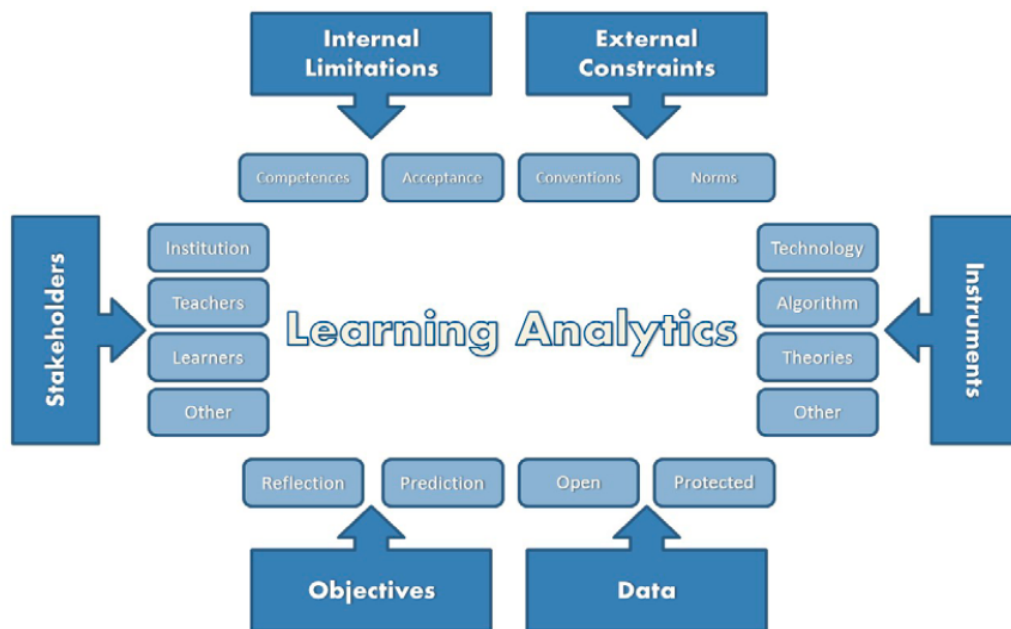 Internal
Limitations
External
Constraints
Competences
Acceptance
Conventions
Norms
Stakeholders
Institution
Teachers
Learners
Other
Learning Analytics
Technology
Algorithm
Theories
Other
Instruments
Reflection
Prediction
Open
Protected
Objectives
Data